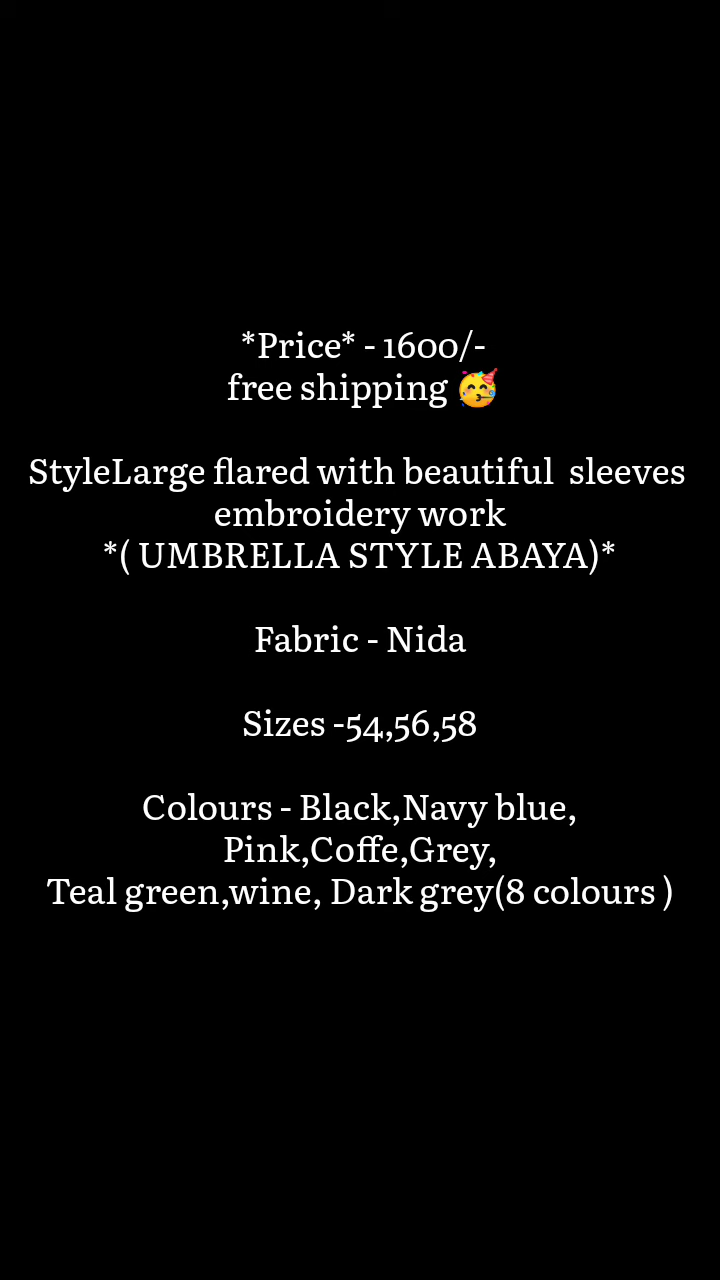 *Price* - 1600/-
free shipping 🥳
StyleLarge flared with beautiful  sleeves
embroidery work
*( UMBRELLA STYLE ABAYA)*
Fabric - Nida
Sizes -54,56,58
Colours - Black,Navy blue,
Pink,Coffe,Grey,
Teal green,wine, Dark grey(8 colours )